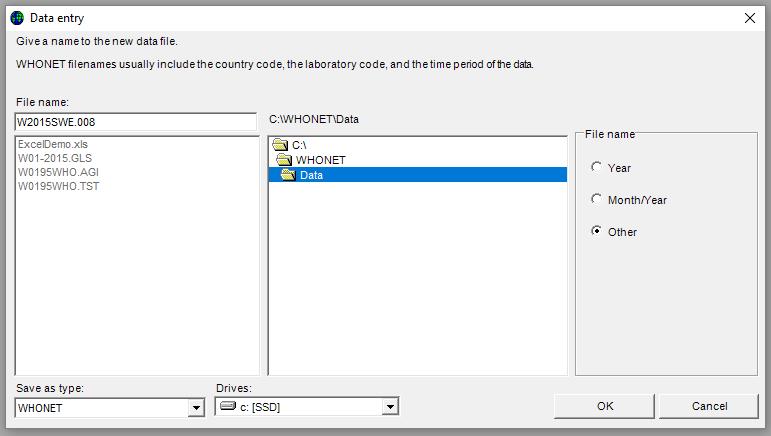 Data entry
Give a name to the new data file.
WHONET filenames usually include the country code, the laboratory code, and the time period of the data.
File name:
W2015SWE.008
C:\WHONET\Data
ExcelDemo.xls
W01-2015.GLS
W0195WHO.AGI
W0195WHO.TST
C:\
WHONET
Data
File name
Year
Month/Year
Other
Save as type:
WHONET
Drives:
c: [SSD]
OK
Cancel